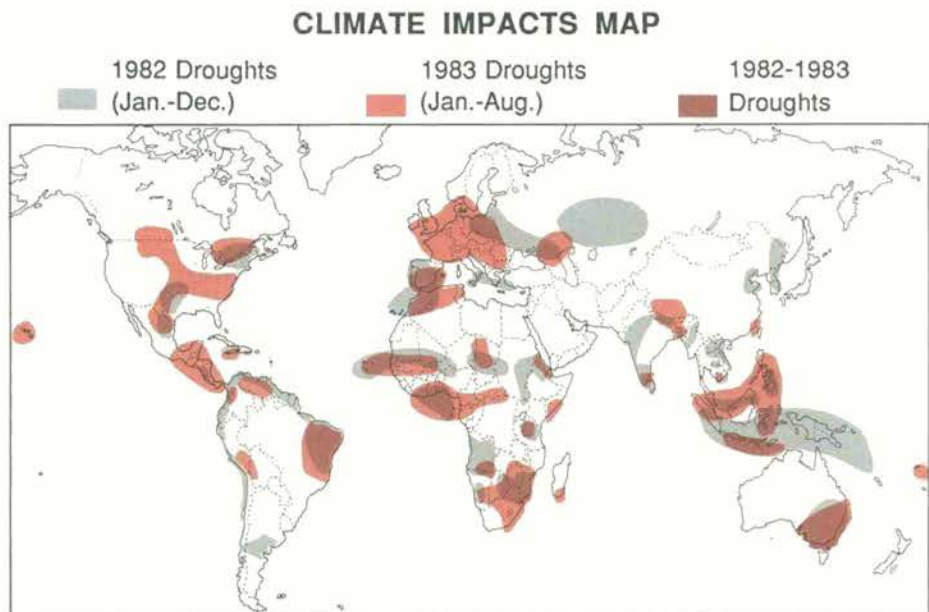 CLIMATE IMPACTS MAP
1982 Droughts
(Jan.-Dec.)
1983 Droughts
(Jan.-Aug.)
1982-1983
Droughts